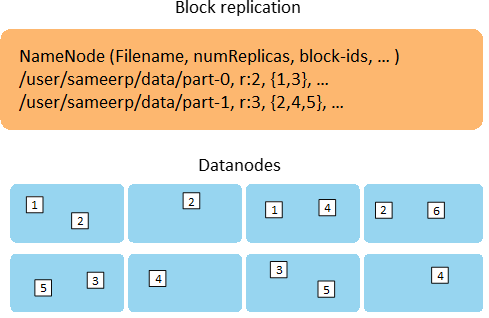 Block replication
NameNode (Filename, numReplicas, block-ids, ... )
/user/sameerp/data/part-0, r:2, {1,3}, ...
/user/sameerp/data/part-1, r:3, {2,4,5}, ...
Datanodes
1
2
2
1
4
2
6
5
3
4
3
5
4